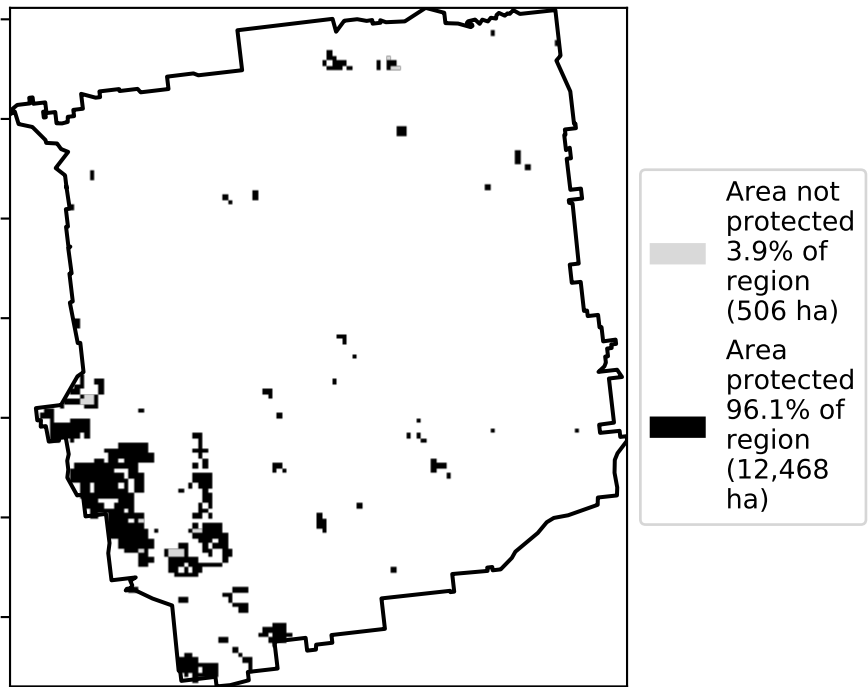 Area not
protected
3.9% of
region
(506 ha)
Area
protected
96.1% of
region
(12,468
ha)